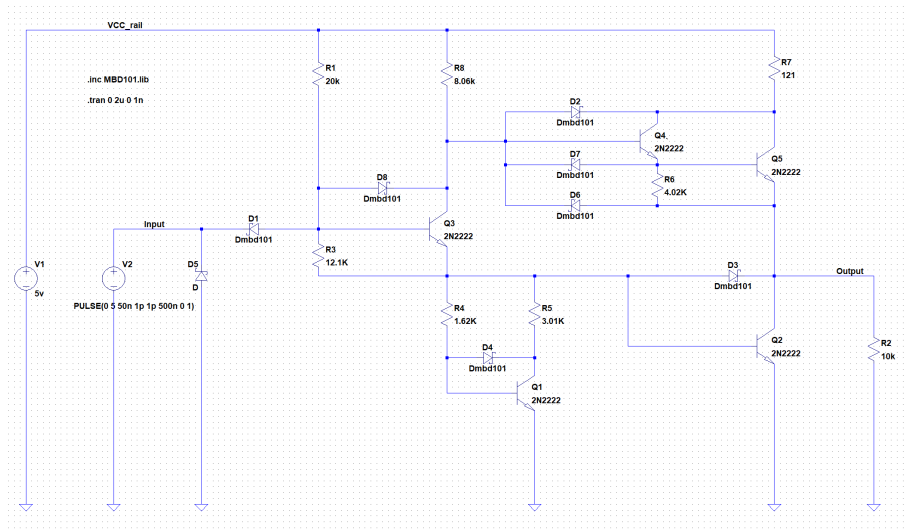 VCC_rail
.inc MBD101.lib
.tran 0 2u 0 1n
R1
20k
R8
8.06k
R7
121
D2
Dmbd101
Q4
2N2222
D7
Dmbd101
Q5
2N2222
D8
Dmbd101
R6
4.02K
D6
Dmbd101
Input
D1
Dmbd101
Q3
2N2222
R3
12.1K
V1
5v
V2
PULSE(0 5 50n 1p 1p 500n 0 1)
D5
D
D3
Dmbd101
Output
R4
1.62K
R5
3.01K
D4
Dmbd101
Q1
2N2222
Q2
2N2222
R2
10k